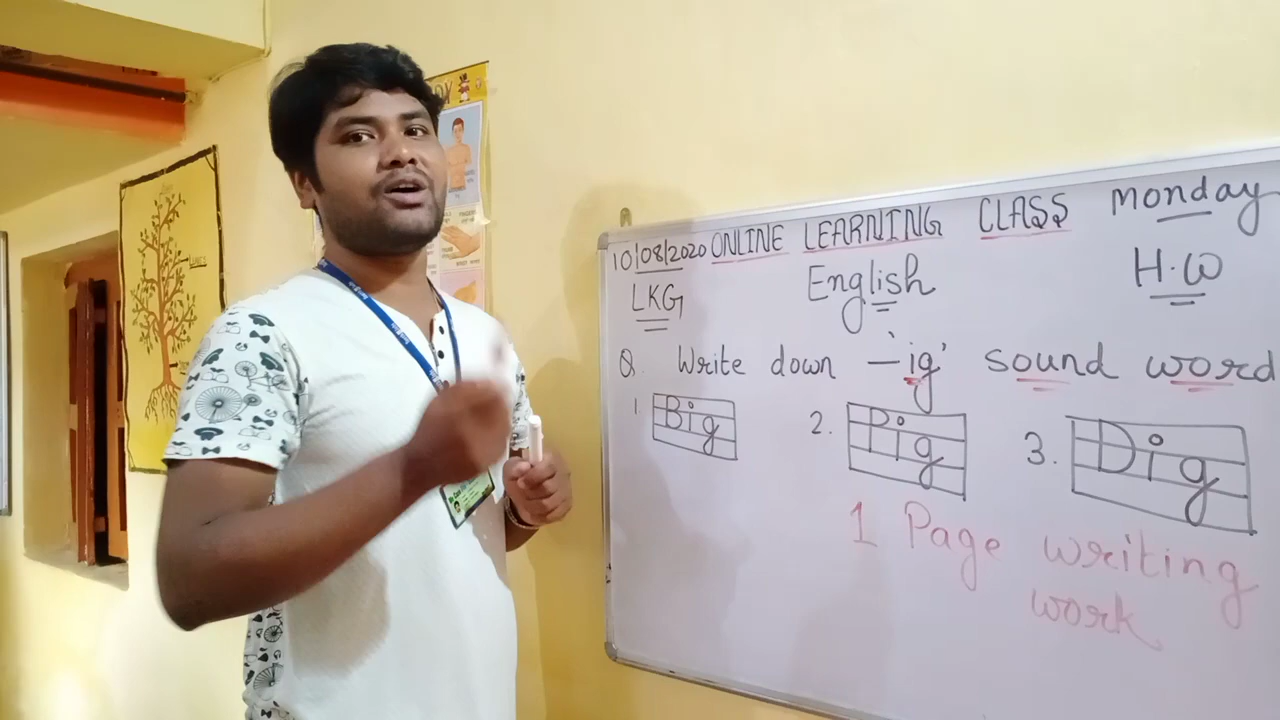 10/08/2020 ONLINE LEARNING CLASS Monday
LKG English H.W
Q. Write down -'ig' sound word
1. Big 2. Pig 3. Dig
1 Page writing
work